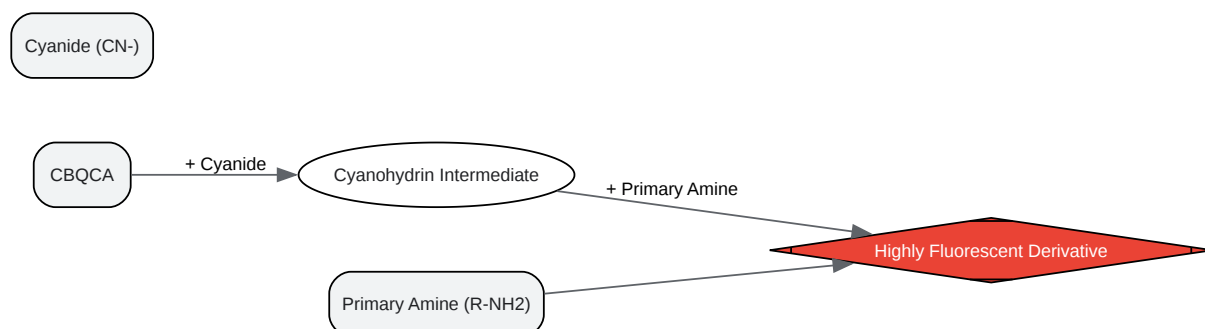 Cyanide (CN-)
CBQCA
+ Cyanide
Cyanohydrin Intermediate
+ Primary Amine
Highly Fluorescent Derivative
Primary Amine (R-NH2)